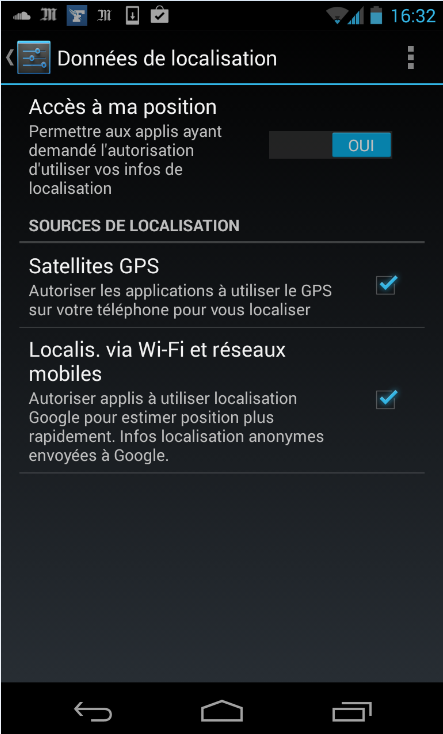 16:32
Données de localisation
Accès à ma position
Permettre aux applis ayant
demandé l'autorisation
d'utiliser vos infos de
localisation
OUI
SOURCES DE LOCALISATION
Satellites GPS
Autoriser les applications à utiliser le GPS
sur votre téléphone pour vous localiser
Localis. via Wi-Fi et réseaux
mobiles
Autoriser applis à utiliser localisation
Google pour estimer position plus
rapidement. Infos localisation anonymes
envoyées à Google.